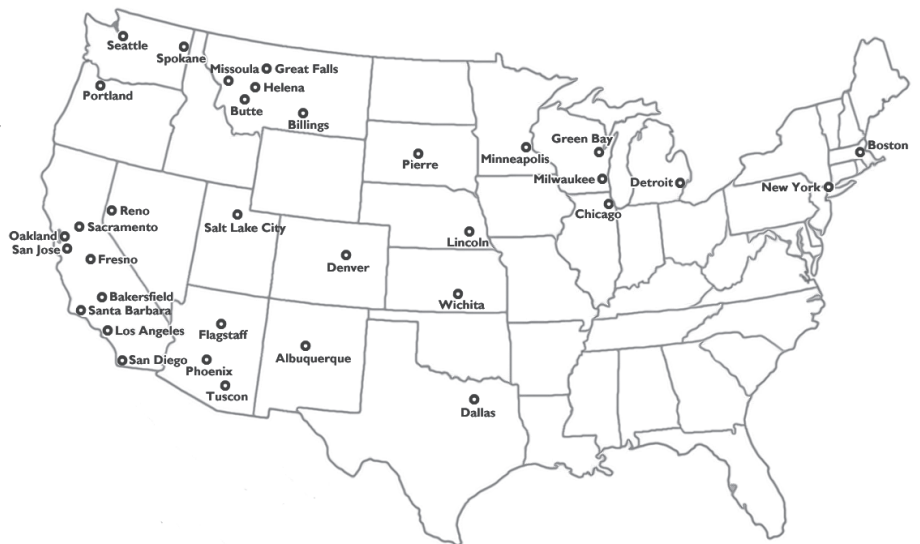 Seattle
Spokane
Missoula
Great Falls
Helena
Portland
Butte
Billings
Green Bay
Boston
Pierre
Minneapolis
Milwaukee
Detroit
New York
Chicago
Reno
Salt Lake City
Sacramento
Oakland
San Jose
Lincoln
Fresno
Denver
Bakersfield
Wichita
Santa Barbara
Los Angeles
Flagstaff
Albuquerque
San Diego
Phoenix
Tuscon
Dallas